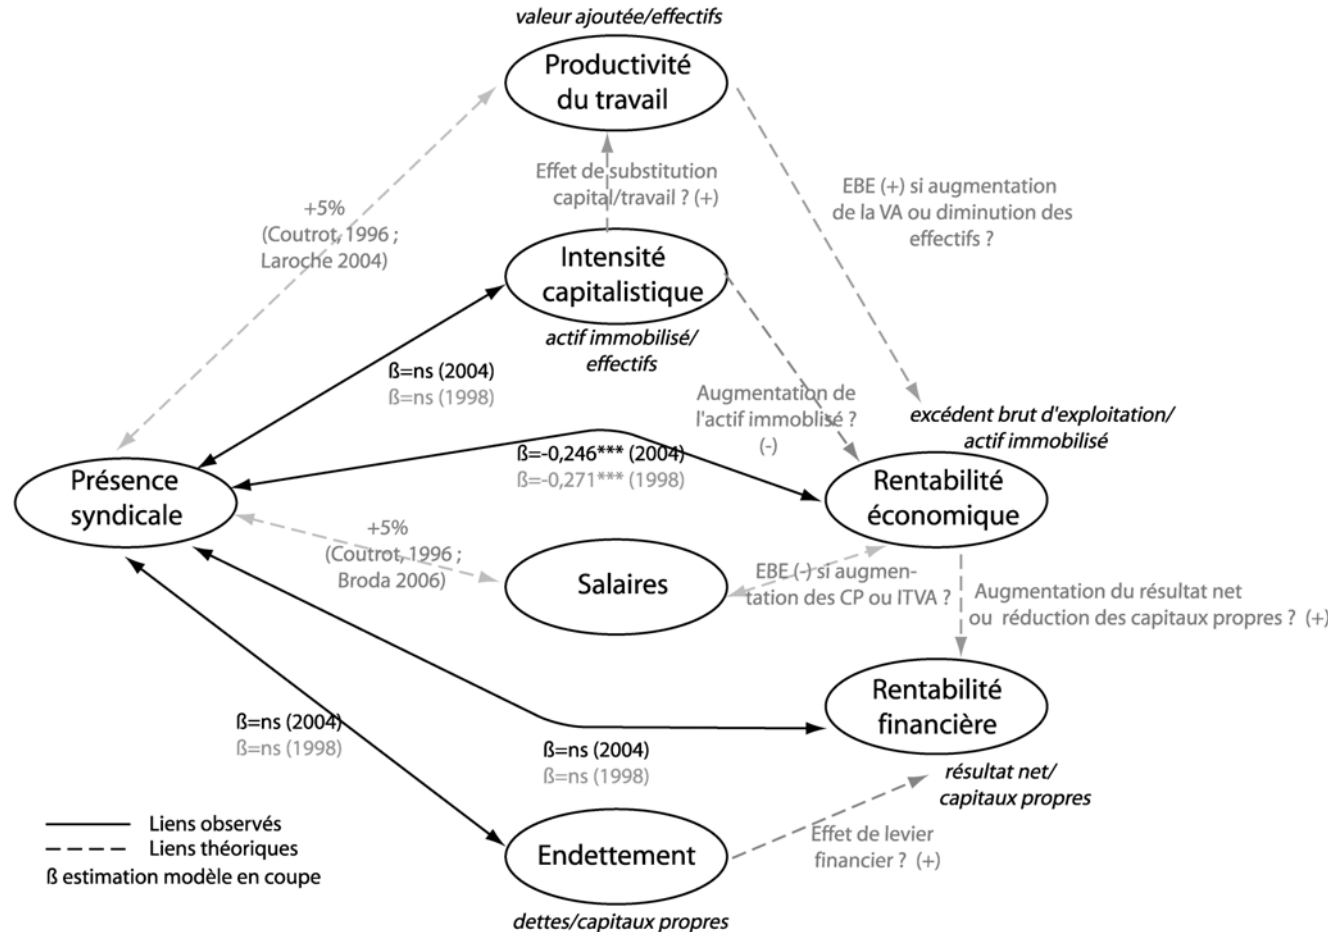 valeur ajoutée/effectifs
Productivité
du travail
Effet de substitution
capital/travail ? (+)
+5%
(Coutrot, 1996 ;
Laroche 2004)
EBE (+) si augmentation
de la VA ou diminution des
effectifs ?
Intensité
capitalistique
actif immobilisé/
effectifs
ß=ns (2004)
ß=ns (1998)
Augmentation de
l'actif immoblisé ?
(-)
excédent brut d'exploitation/
actif immobilisé
ß=-0,246*** (2004)
ß=-0,271*** (1998)
Présence
syndicale
Rentabilité
économique
+5%
(Coutrot, 1996 ;
Broda 2006)
Salaires
EBE (-) si augmen-
tation des CP ou ITVA ?
Augmentation du résultat net
ou réduction des capitaux propres ? (+)
Rentabilité
financière
ß=ns (2004)
ß=ns (1998)
ß=ns (2004)
ß=ns (1998)
résultat net/
capitaux propres
Liens observés
Liens théoriques
ß estimation modèle en coupe
Endettement
Effet de levier
financier ? (+)
dettes/capitaux propres